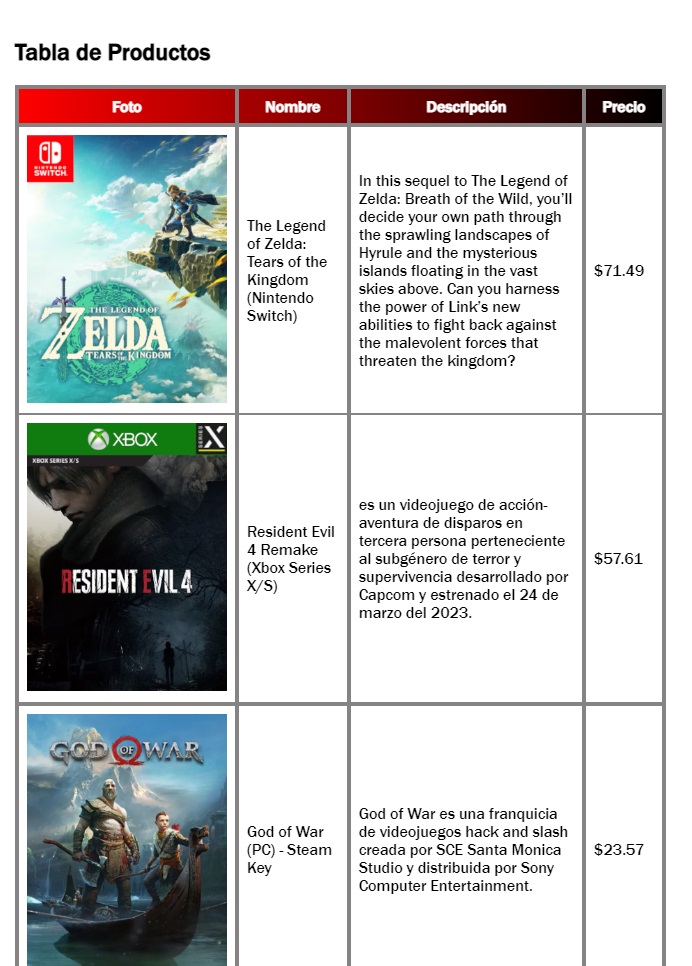 Tabla de Productos
Foto
Nombre
Descripción
Precio
NINTENDO
SWITCH.
THE LEGEND OF
ZELDA
TEARS OF THE KINGDOM
The Legend
of Zelda:
Tears of the
Kingdom
(Nintendo
Switch)
In this sequel to The Legend of
Zelda: Breath of the Wild, you’ll
decide your own path through
the sprawling landscapes of
Hyrule and the mysterious
islands floating in the vast
skies above. Can you harness
the power of Link’s new
abilities to fight back against
the malevolent forces that
threaten the kingdom?
$71.49
XBOX
SERIES X
XBOX SERIES X/S
RESIDENT EVIL 4
Resident Evil
4 Remake
(Xbox Series
X/S)
es un videojuego de acción-
aventura de disparos en
tercera persona perteneciente
al subgénero de terror y
supervivencia desarrollado por
Capcom y estrenado el 24 de
marzo del 2023.
$57.61
GOD OF WAR
God of War
(PC) - Steam
Key
God of War es una franquicia
de videojuegos hack and slash
creada por SCE Santa Monica
Studio y distribuida por Sony
Computer Entertainment.
$23.57